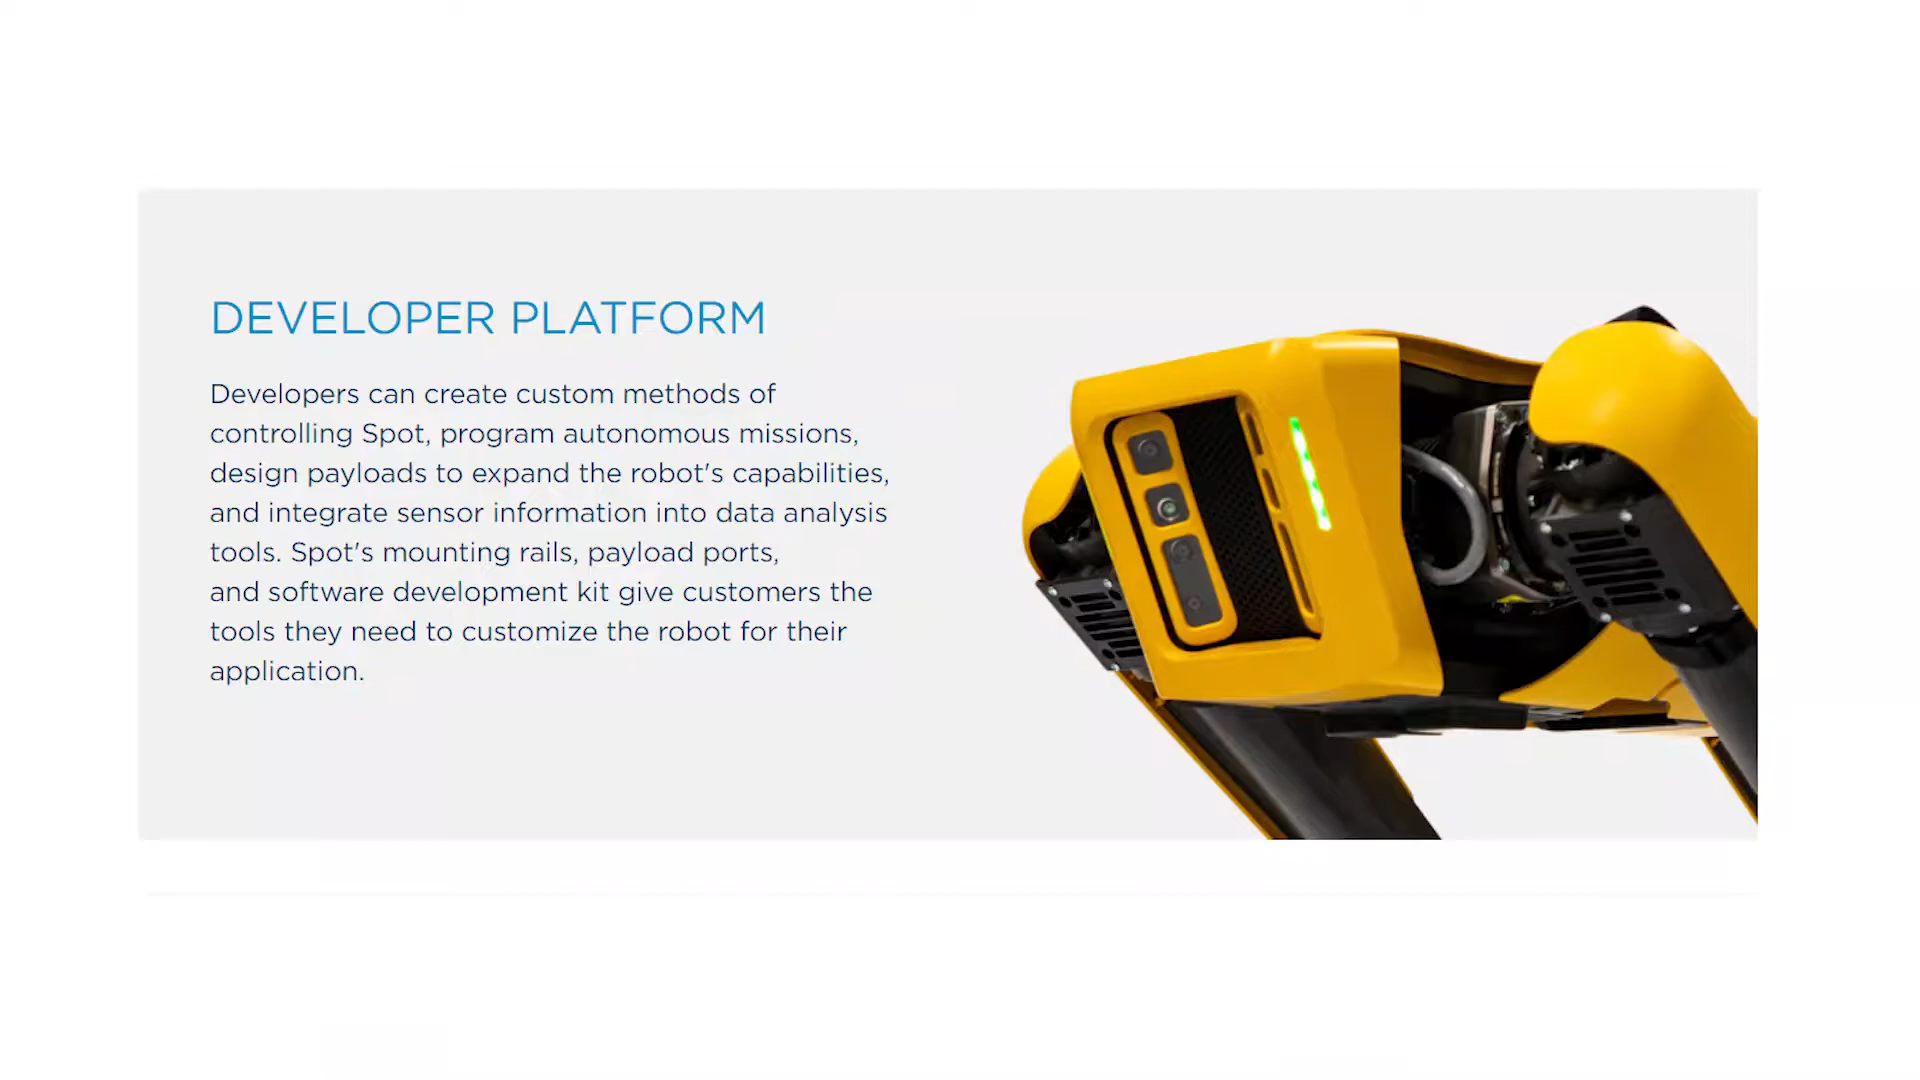 DEVELOPER PLATFORM
Developers can create custom methods of
controlling Spot, program autonomous missions,
design payloads to expand the robot's capabilities,
and integrate sensor information into data analysis
tools. Spot's mounting rails, payload ports,
and software development kit give customers the
tools they need to customize the robot for their
application.